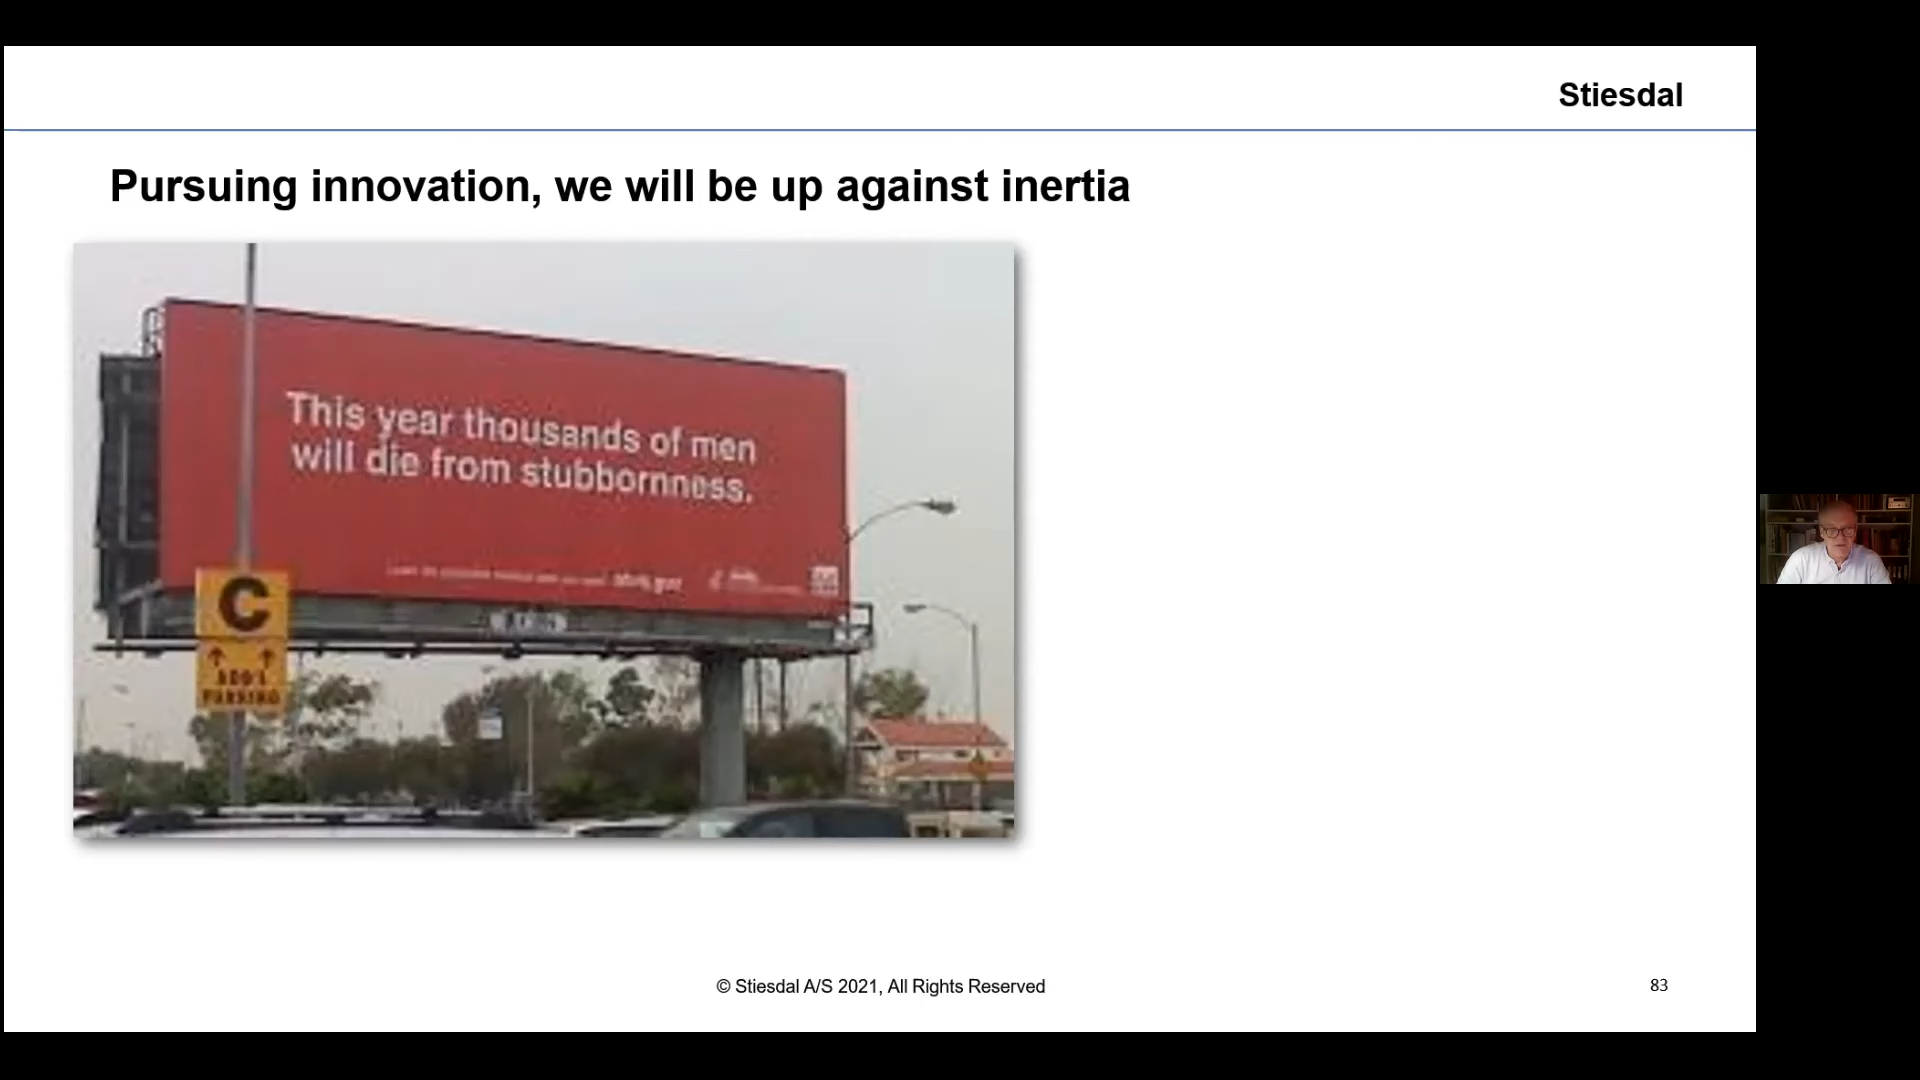 Stiesdal
Pursuing innovation, we will be up against inertia
This year thousands of men
will die from stubbornness.
C
PARKING
© Stiesdal A/S 2021, All Rights Reserved
83